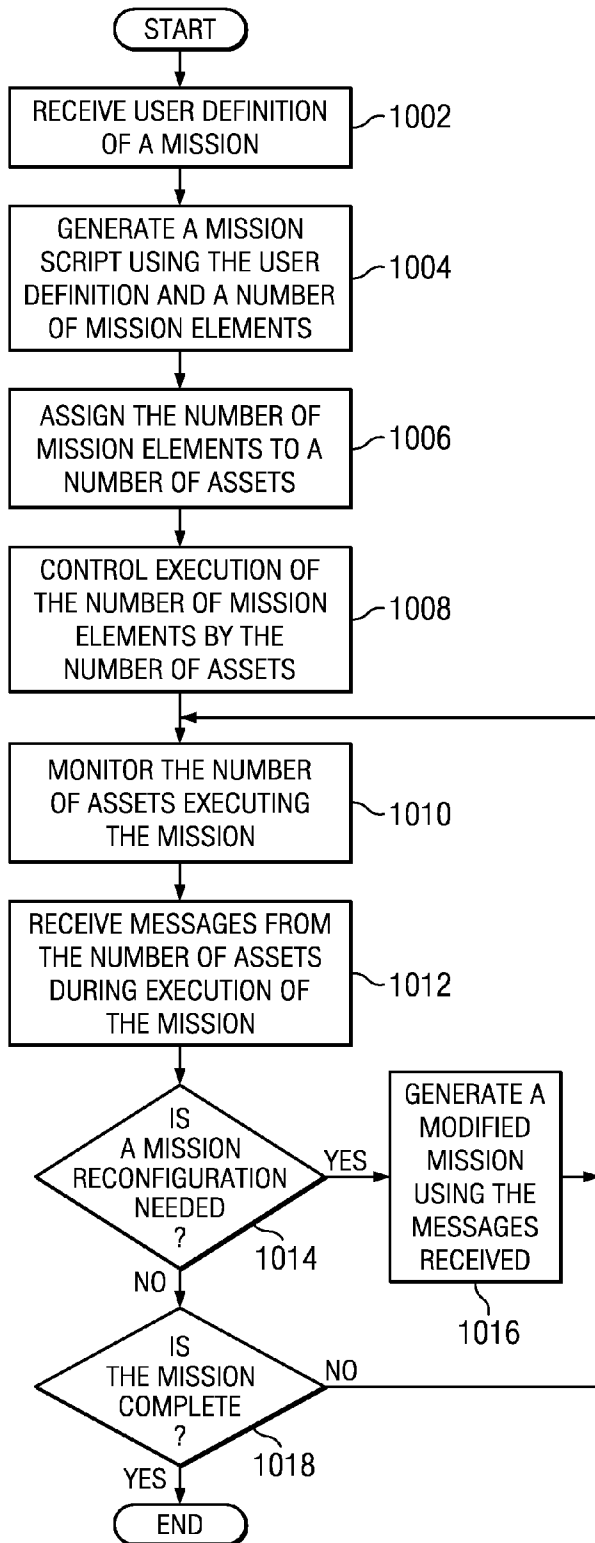 START
RECEIVE USER DEFINITION
OF A MISSION
1002
GENERATE A MISSION
SCRIPT USING THE USER
DEFINITION AND A NUMBER
OF MISSION ELEMENTS
1004
ASSIGN THE NUMBER OF
MISSION ELEMENTS TO A
NUMBER OF ASSETS
1006
CONTROL EXECUTION OF
THE NUMBER OF MISSION
ELEMENTS BY THE
NUMBER OF ASSETS
1008
MONITOR THE NUMBER
OF ASSETS EXECUTING
THE MISSION
1010
RECEIVE MESSAGES FROM
THE NUMBER OF ASSETS
DURING EXECUTION OF
THE MISSION
1012
IS
A MISSION
RECONFIGURATION
NEEDED
?
1014
YES
GENERATE A
MODIFIED
MISSION
USING THE
MESSAGES
RECEIVED
1016
NO
IS
THE MISSION
COMPLETE
?
1018
NO
YES
END